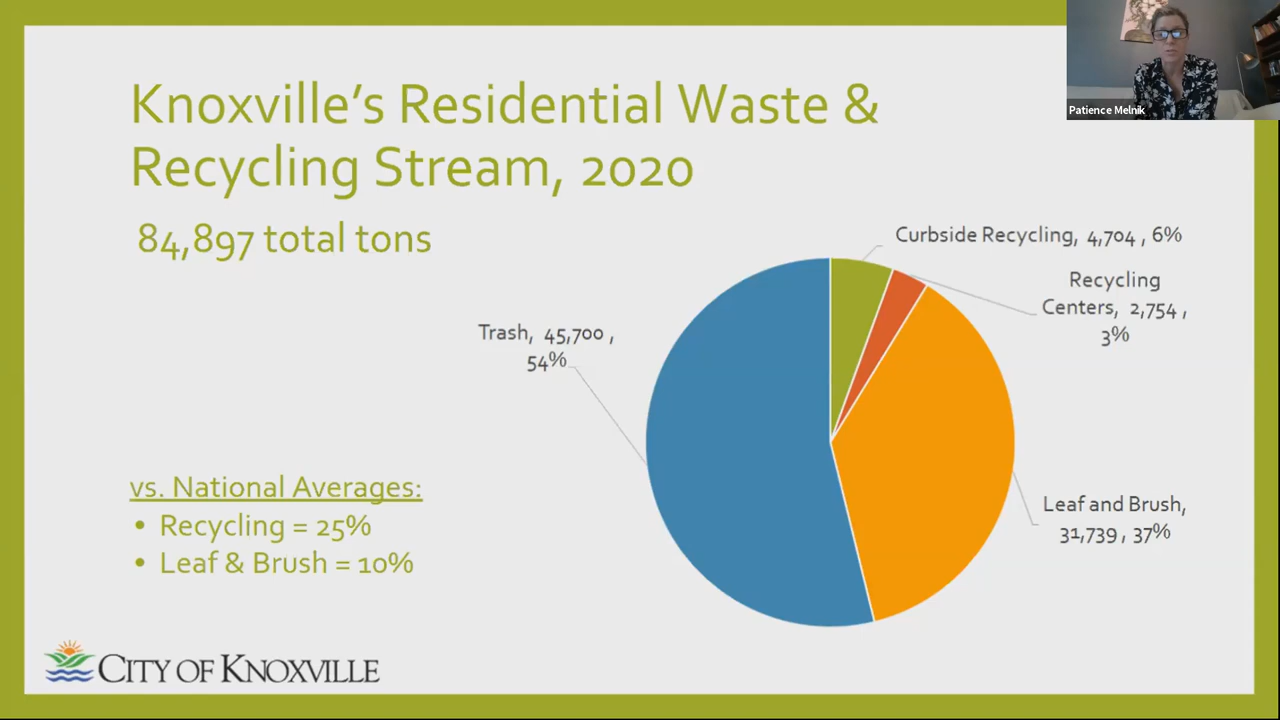 Knoxville's Residential Waste &
Recycling Stream, 2020
84,897 total tons
Patience Melnik
Curbside Recycling, 4,704 , 6%
Recycling
Centers, 2,754 ,
3%
Trash, 45,700 ,
54%
Leaf and Brush,
31,739 , 37%
vs. National Averages:
• Recycling = 25%
• Leaf & Brush = 10%
CITY OF KNOXVILLE